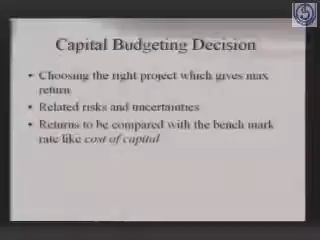 Capital Budgeting Decision
• Choosing the right project which gives max
return
• Related risks and uncertainties
• Returns to be compared with the bench mark
rate like cost of capital